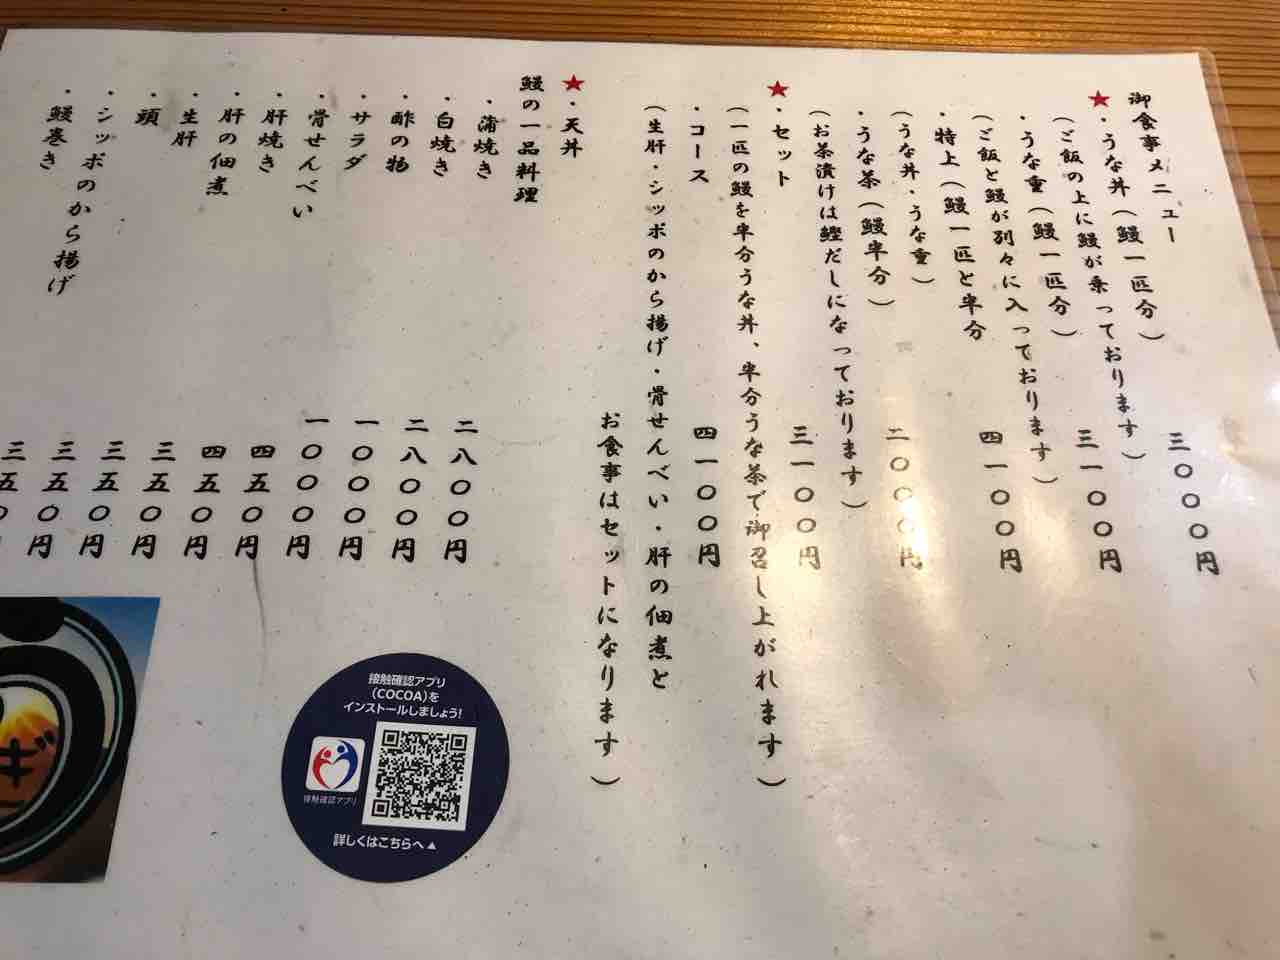 御食事メニュー
★・うな丼（鰻一匹分） 三〇〇〇円
（ご飯の上に鰻が乗っております）
・うな重（鰻一匹分） 三一〇〇円
（ご飯と鰻が別々に入っております）
・特上（鰻一匹と半分 四一〇〇円
（うな丼・うな重）
・うな茶（鰻半分） 二〇〇〇円
（お茶漬けは鰹だしになっております）
★・セット 三一〇〇円
（一匹の鰻を半分うな丼、半分うな茶で御召し上がれます）
・コース 四一〇〇円
（生肝・シッポのから揚げ・骨せんべい・肝の佃煮と
お食事はセットになります）
★・天丼
鰻の一品料理
・蒲焼き 二八〇〇円
・白焼き 二八〇〇円
・酢の物 一〇〇〇円
・サラダ 一〇〇〇円
・骨せんべい 四五〇円
・肝焼き 四五〇円
・肝の佃煮 三五〇円
・生肝 三五〇円
・頭 三五〇円
・シッポのから揚げ 三五〇
・鰻巻き
ぎ
接触確認アプリ
（COCOA）を
インストールしましょう！
接触確認アプリ
詳しくはこちらへ▲